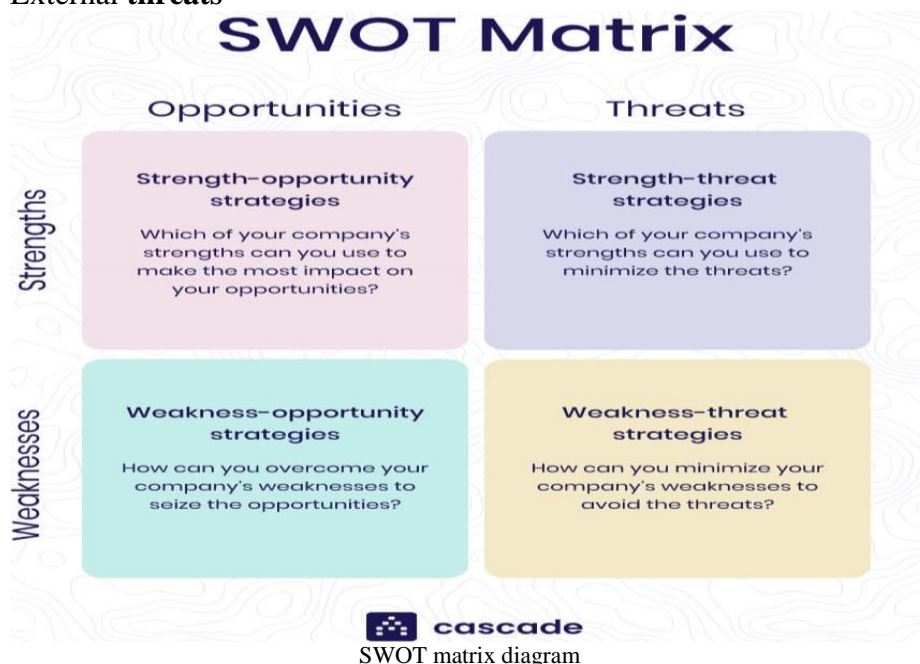 External threats
SWOT Matrix
Opportunities
Threats
Strengths
Strength-opportunity
strategies
Which of your company's
strengths can you use to
make the most impact on
your opportunities?
Strength-threat
strategies
Which of your company's
strengths can you use to
minimize the threats?
Weaknesses
Weakness-opportunity
strategies
How can you overcome your
company's weaknesses to
seize the opportunities?
Weakness-threat
strategies
How can you minimize your
company's weaknesses to
avoid the threats?
cascade
SWOT matrix diagram